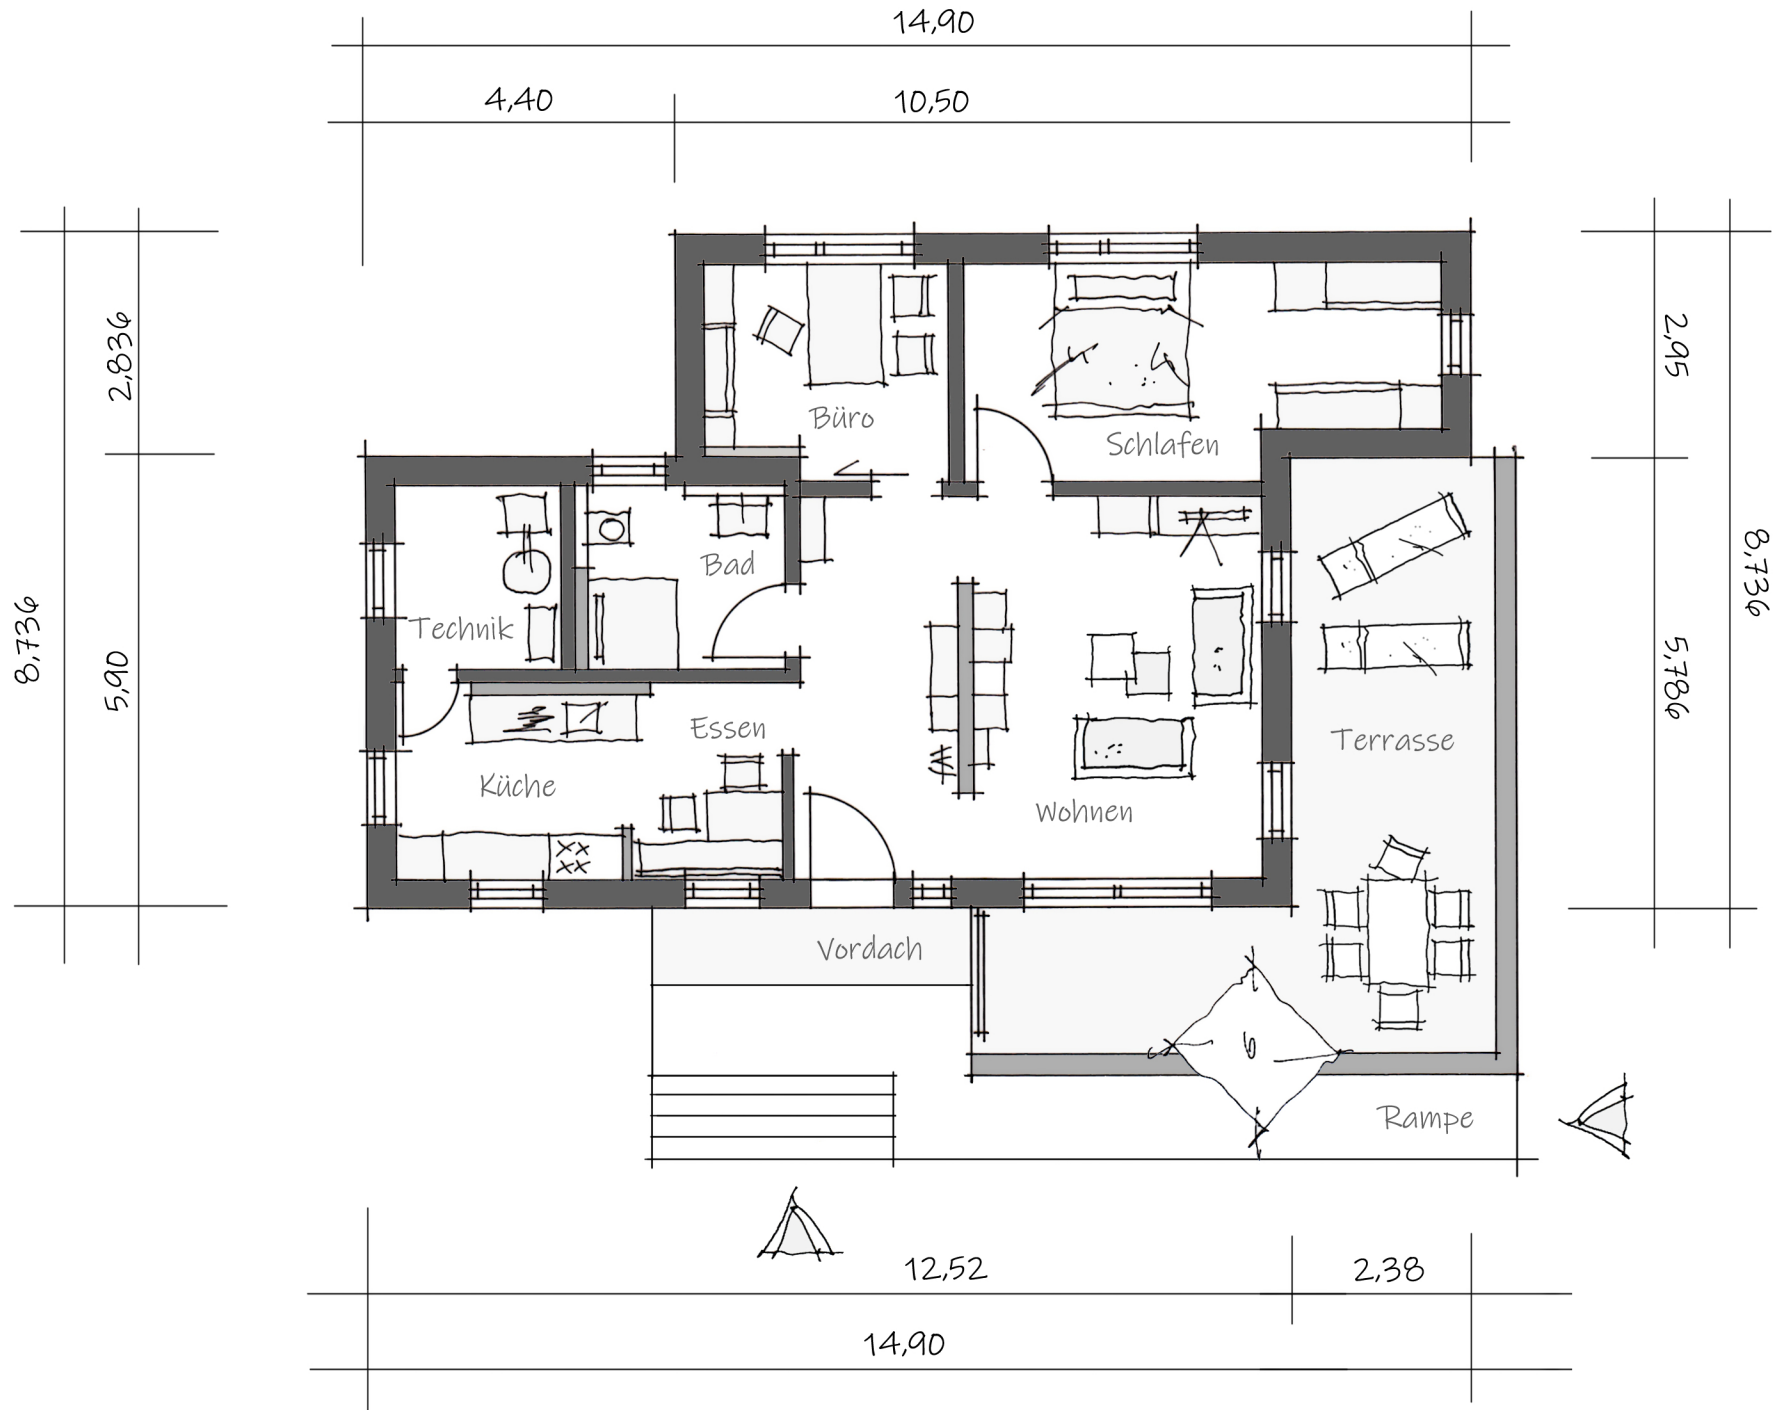 14,90
4,40
10,50
2,836
2,95
Büro
Schlafen
8,736
5,90
Technik
Bad
Essen
Küche
Wohnen
Terrasse
5,786
8,736
Vordach
6
Rampe
12,52
2,38
14,90